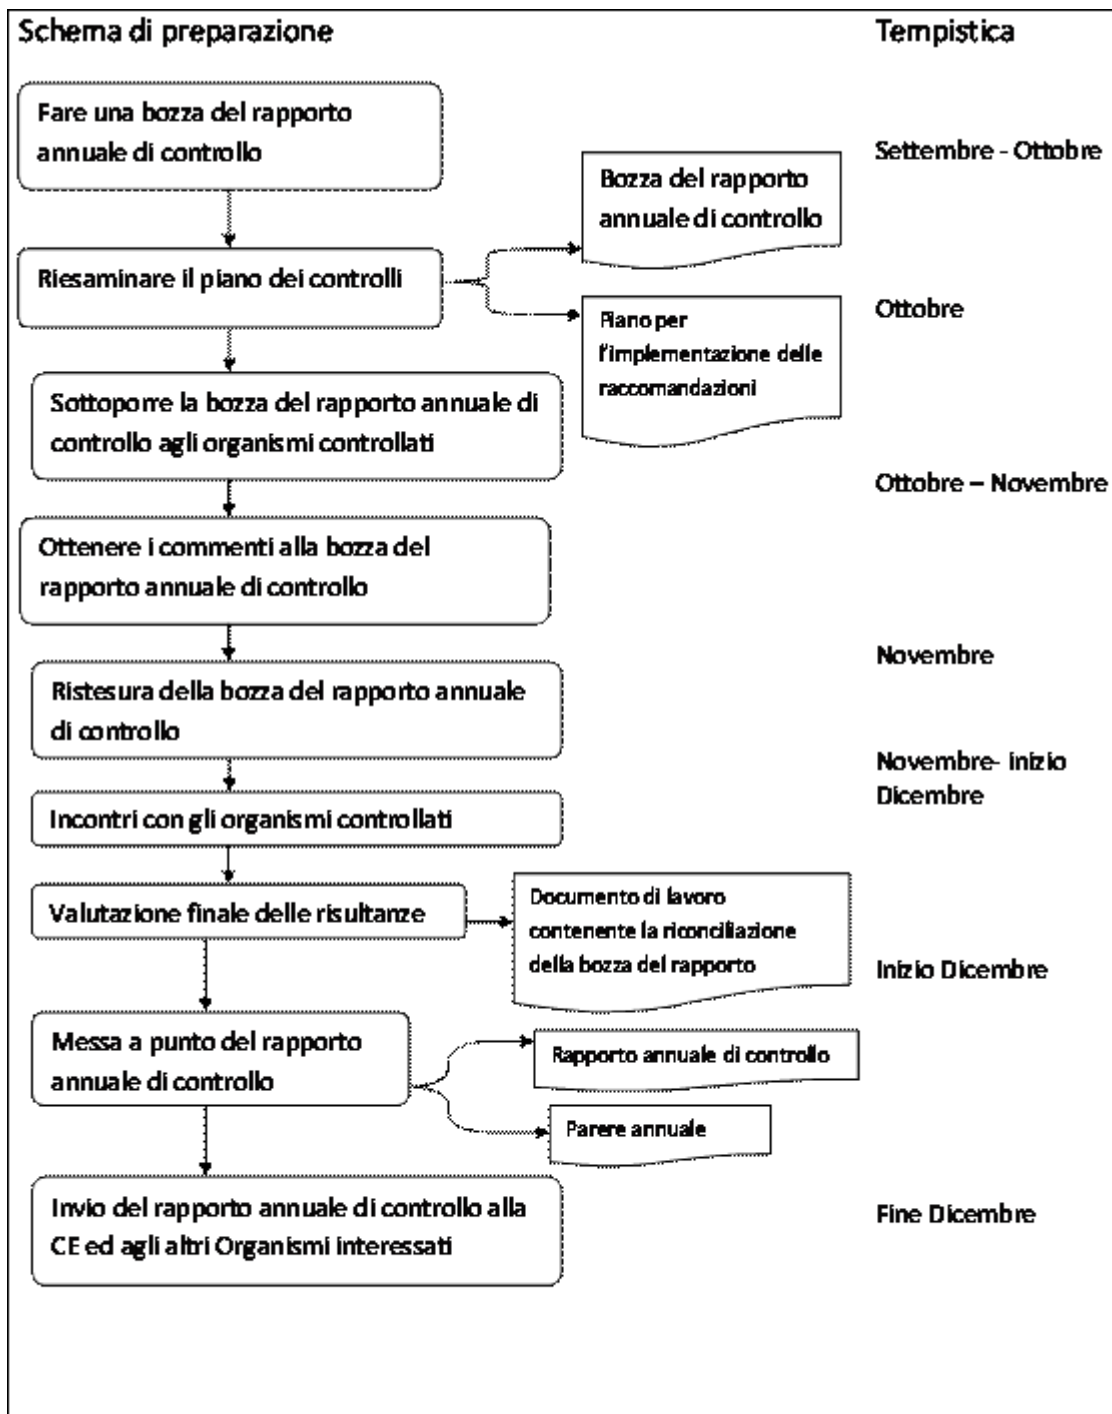 Schema di preparazione
Tempistica
Fare una bozza del rapporto
annuale di controllo
Settembre - Ottobre
Bozza del rapporto
annuale di controllo
Riesaminare il piano dei controlli
Ottobre
Piano per
l'implementazione delle
raccomandazioni
Sottoporre la bozza del rapporto annuale di
controllo agli organismi controllati
Ottobre – Novembre
Ottenere i commenti alla bozza del
rapporto annuale di controllo
Novembre
Ristesura della bozza del rapporto annuale
di controllo
Novembre- inizio
Dicembre
Incontri con gli organismi controllati
Valutazione finale delle risultanze
Documento di lavoro
contenente la riconciliazione
della bozza del rapporto
Inizio Dicembre
Messa a punto del rapporto
annuale di controllo
Rapporto annuale di controllo
Parere annuale
Invio del rapporto annuale di controllo alla
CE ed agli altri Organismi interessati
Fine Dicembre